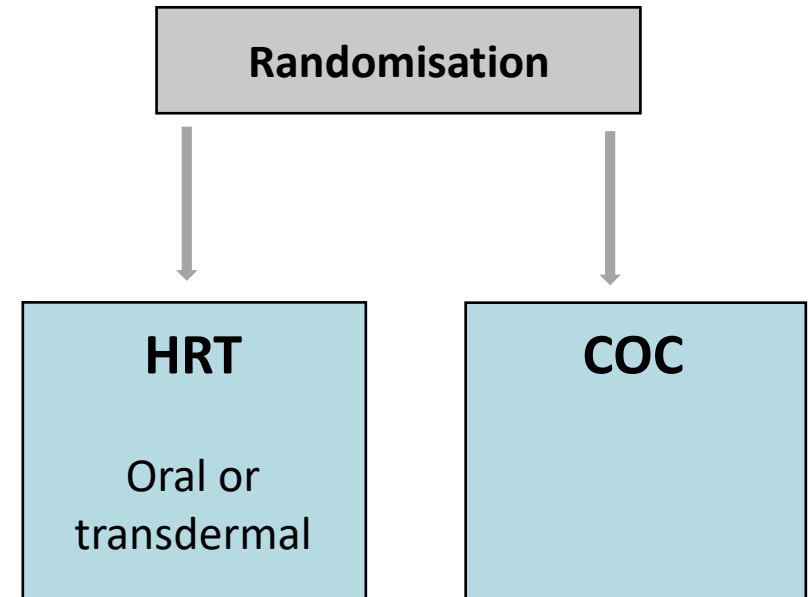 Randomisation
HRT
Oral or
transdermal
COC